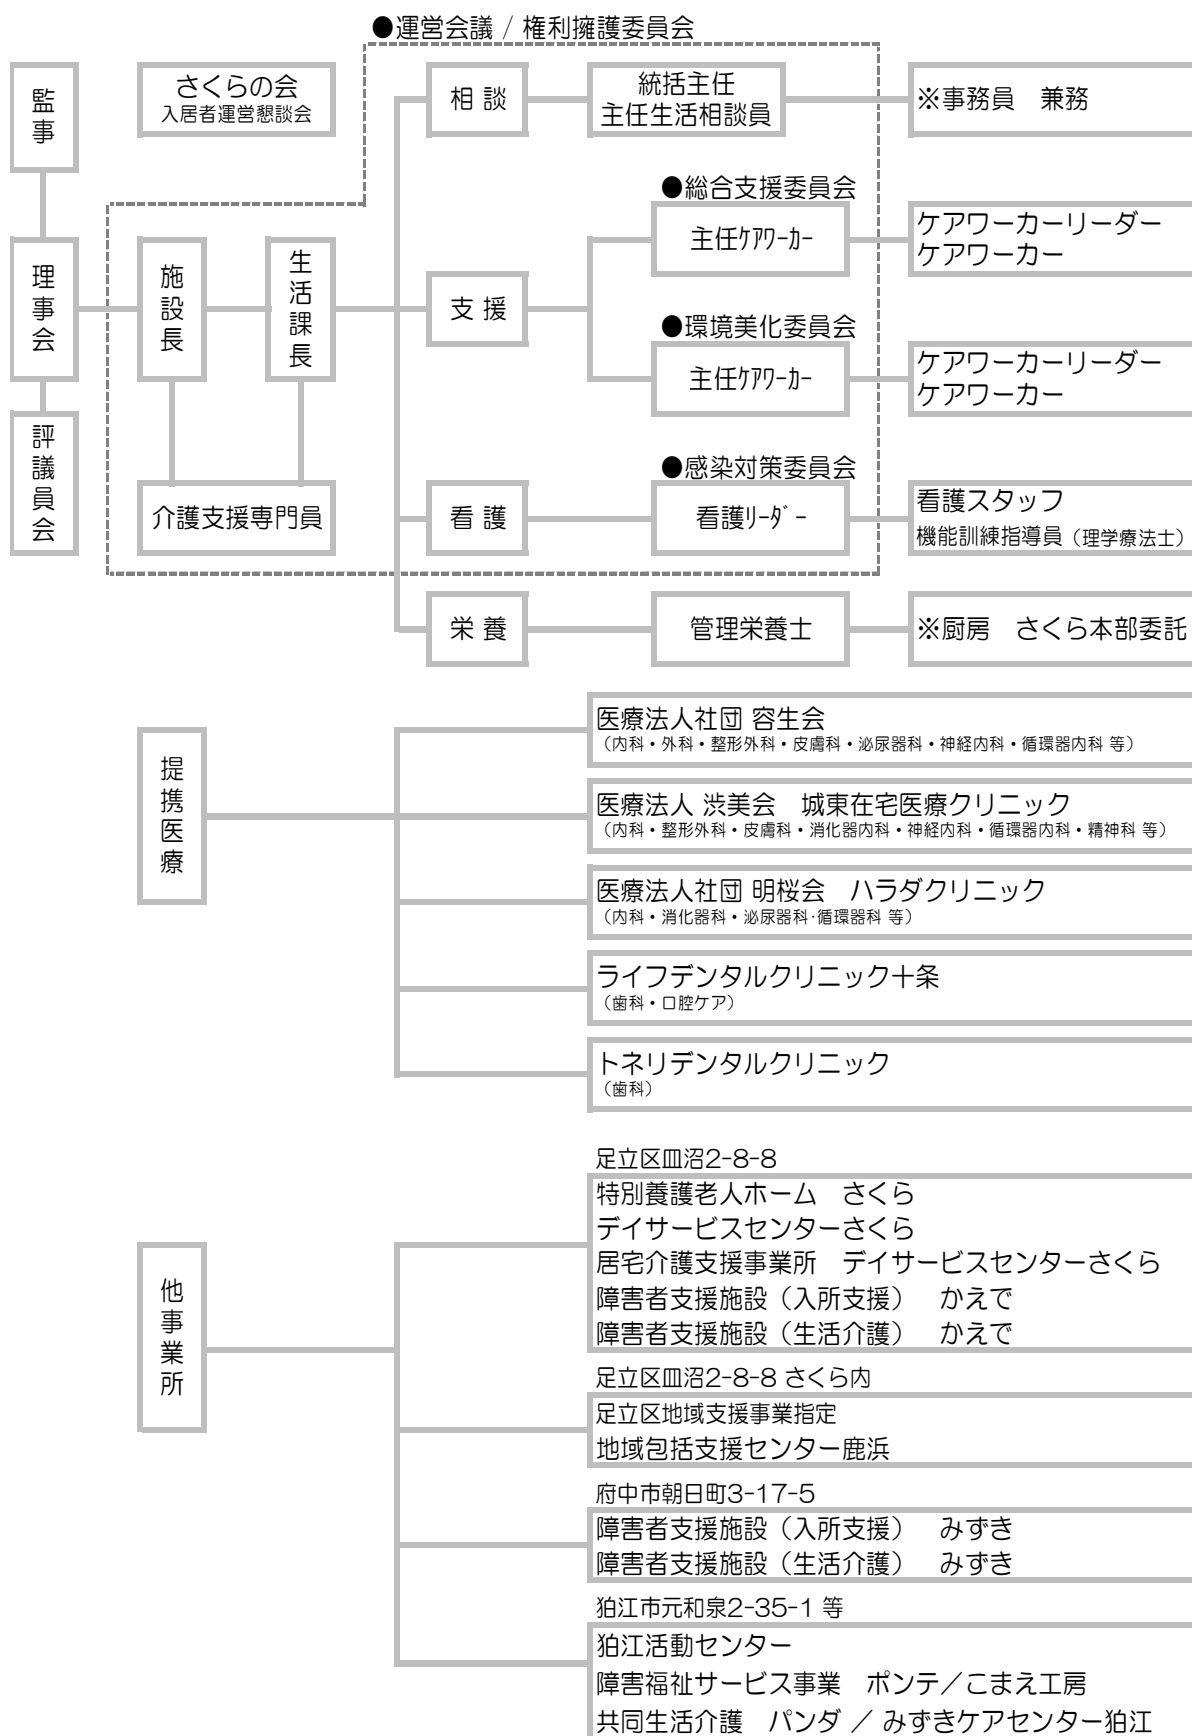 ●運営会議 / 権利擁護委員会
監事
さくらの会
入居者運営懇談会
相 談
統括主任
主任生活相談員
※事務員　兼務
●総合支援委員会
主任ｹｱﾜｰｶｰ
ケアワーカーリーダー
ケアワーカー
理事会
施設長
生活課長
支 援
●環境美化委員会
主任ｹｱﾜｰｶｰ
ケアワーカーリーダー
ケアワーカー
評議員会
介護支援専門員
●感染対策委員会
看 護
看護ﾘｰﾀﾞｰ
看護スタッフ
機能訓練指導員（理学療法士）
栄 養
管理栄養士
※厨房　さくら本部委託
提携医療
医療法人社団 容生会
（内科・外科・整形外科・皮膚科・泌尿器科・神経内科・循環器内科 等）
医療法人 渋美会　城東在宅医療クリニック
（内科・整形外科・皮膚科・消化器内科・神経内科・循環器内科・精神科 等）
医療法人社団 明桜会　ハラダクリニック
（内科・消化器科・泌尿器科･循環器科 等）
ライフデンタルクリニック十条
（歯科・口腔ケア）
トネリデンタルクリニック
（歯科）
他事業所
足立区皿沼2-8-8
特別養護老人ホーム　さくら
デイサービスセンターさくら
居宅介護支援事業所　デイサービスセンターさくら
障害者支援施設（入所支援）　かえで
障害者支援施設（生活介護）　かえで
足立区皿沼2-8-8 さくら内
足立区地域支援事業指定
地域包括支援センター鹿浜
府中市朝日町3-17-5
障害者支援施設（入所支援）　みずき
障害者支援施設（生活介護）　みずき
狛江市元和泉2-35-1 等
狛江活動センター
障害福祉サービス事業　ポンテ／こまえ工房
共同生活介護　パンダ ／ みずきケアセンター狛江